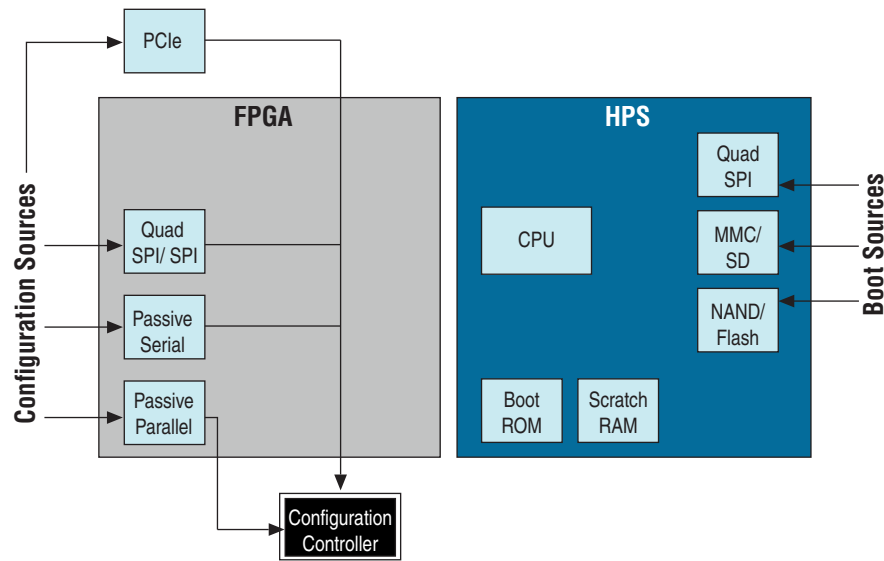 PCIe
FPGA
HPS
Configuration Sources
Quad
SPI/ SPI
Passive
Serial
Passive
Parallel
CPU
Quad
SPI
MMC/
SD
NAND/
Flash
Boot
ROM
Scratch
RAM
Boot Sources
Configuration
Controller